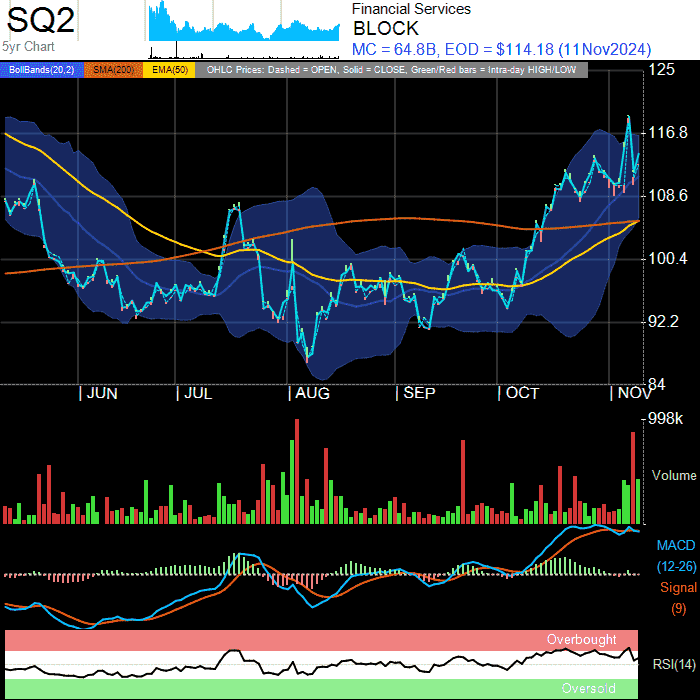 SQ2
5yr Chart
Financial Services
BLOCK
MC = 64.8B, EOD = $114.18 (11Nov2024)
BollBands(20,2) SMA(200) EMA(50) OHLC Prices: Dashed = OPEN, Solid = CLOSE, Green/Red bars = Intra-day HIGH/LOW
125
116.8
108.6
100.4
92.2
84
| JUN | JUL | AUG | SEP | OCT | NOV
998k
Volume
MACD
(12-26)
Signal
(9)
Overbought
RSI(14)
Oversold